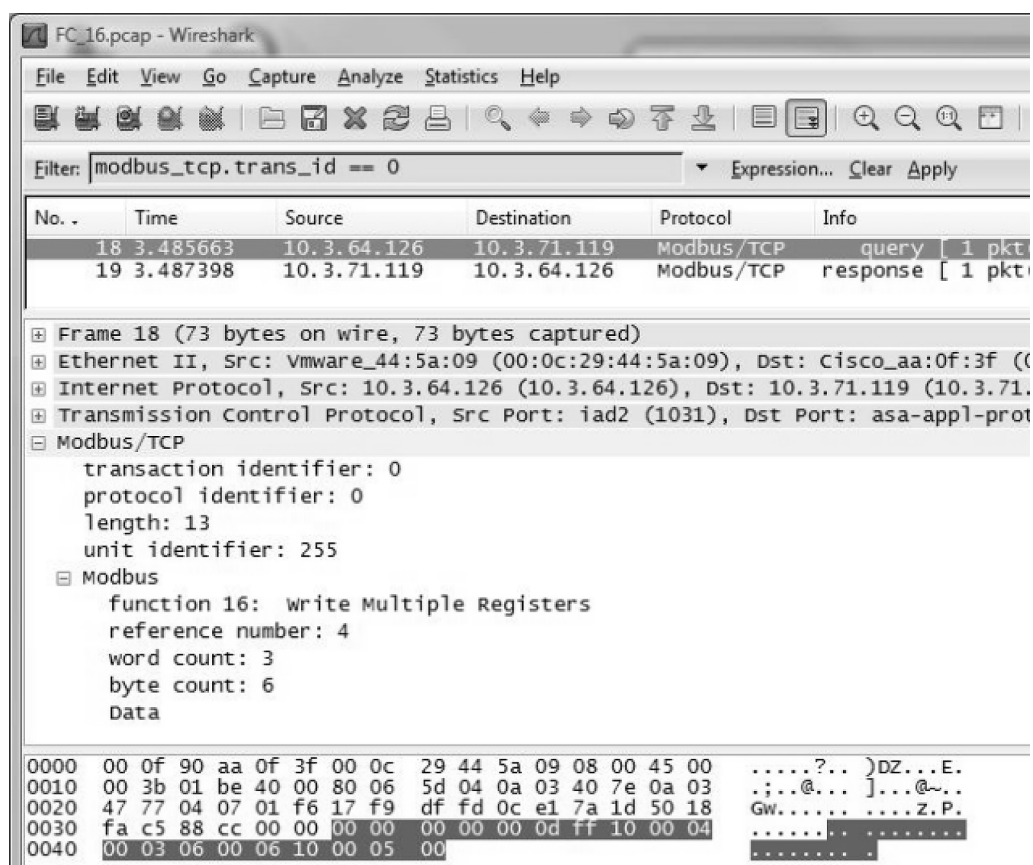 FC_16.pcap - Wireshark
File Edit View Go Capture Analyze Statistics Help
Filter: modbus_tcp.trans_id == 0 Expression... Clear Apply
No. . Time Source Destination Protocol Info
18 3.485663 10.3.64.126 10.3.71.119 Modbus/TCP query [ 1 pkt
19 3.487398 10.3.71.119 10.3.64.126 Modbus/TCP response [ 1 pkt
Frame 18 (73 bytes on wire, 73 bytes captured)
Ethernet II, Src: Vmware_44:5a:09 (00:0c:29:44:5a:09), Dst: Cisco_aa:0f:3f (
Internet Protocol, Src: 10.3.64.126 (10.3.64.126), Dst: 10.3.71.119 (10.3.71.
Transmission Control Protocol, Src Port: iad2 (1031), Dst Port: asa-appl-prot
Modbus/TCP
transaction identifier: 0
protocol identifier: 0
length: 13
unit identifier: 255
Modbus
function 16: Write Multiple Registers
reference number: 4
word count: 3
byte count: 6
Data
0000 00 0f 90 aa 0f 3f 00 0c 29 44 5a 09 08 00 45 00 .....?.. )DZ...E.
0010 00 3b 01 be 40 00 80 06 5d 04 0a 03 40 7e 0a 03 .;..@... ]...@~..
0020 47 77 04 07 01 f6 17 f9 df fd 0c e1 7a 1d 50 18 Gw...... ....z.P.
0030 fa c5 88 cc 00 00 00 00 00 00 00 0d ff 10 00 04 ........ ........
0040 00 03 06 00 06 10 00 05 00 ........ .